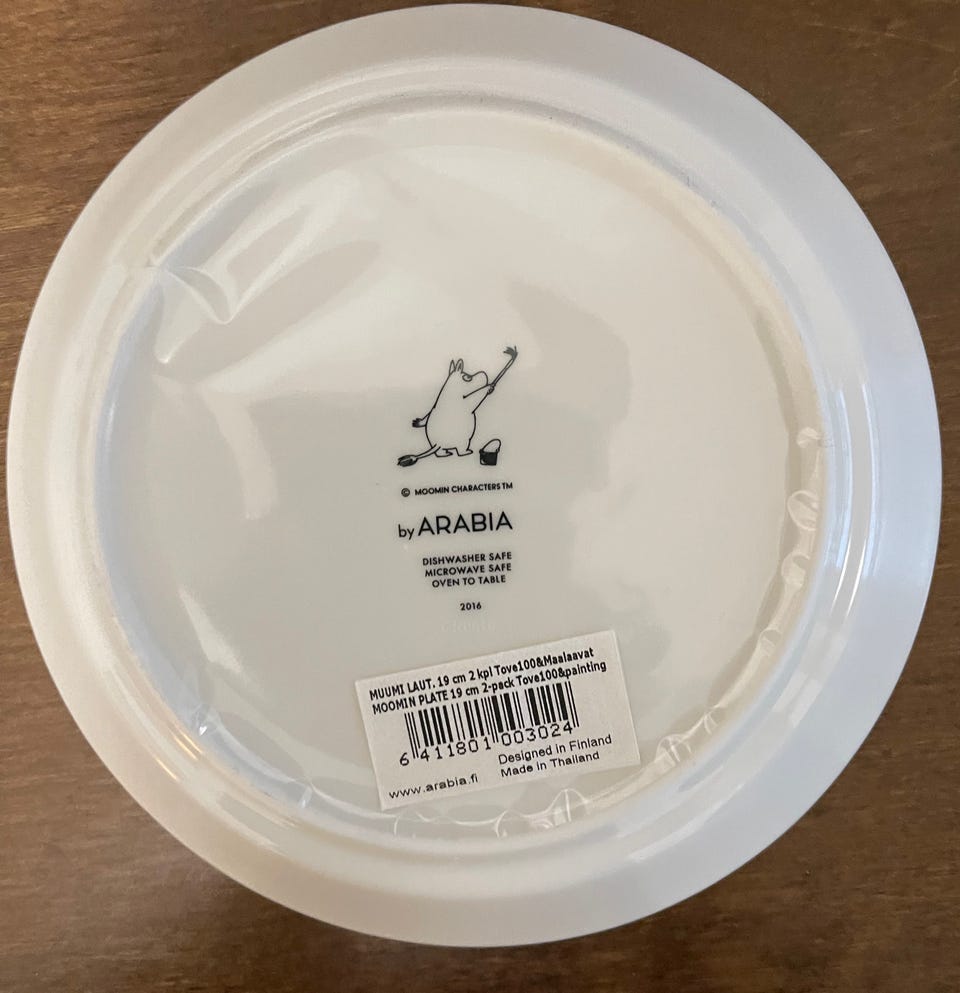 © MOOMIN CHARACTERS TM
by ARABIA
DISHWASHER SAFE
MICROWAVE SAFE
OVEN TO TABLE
2016
MUUMI LAUT. 19 cm 2 kpl Tove100&Maalaavat
MOOMIN PLATE 19 cm 2-pack Tove100&painting
6 411801 003024
Designed in Finland
www.arabia.fi Made in Thailand